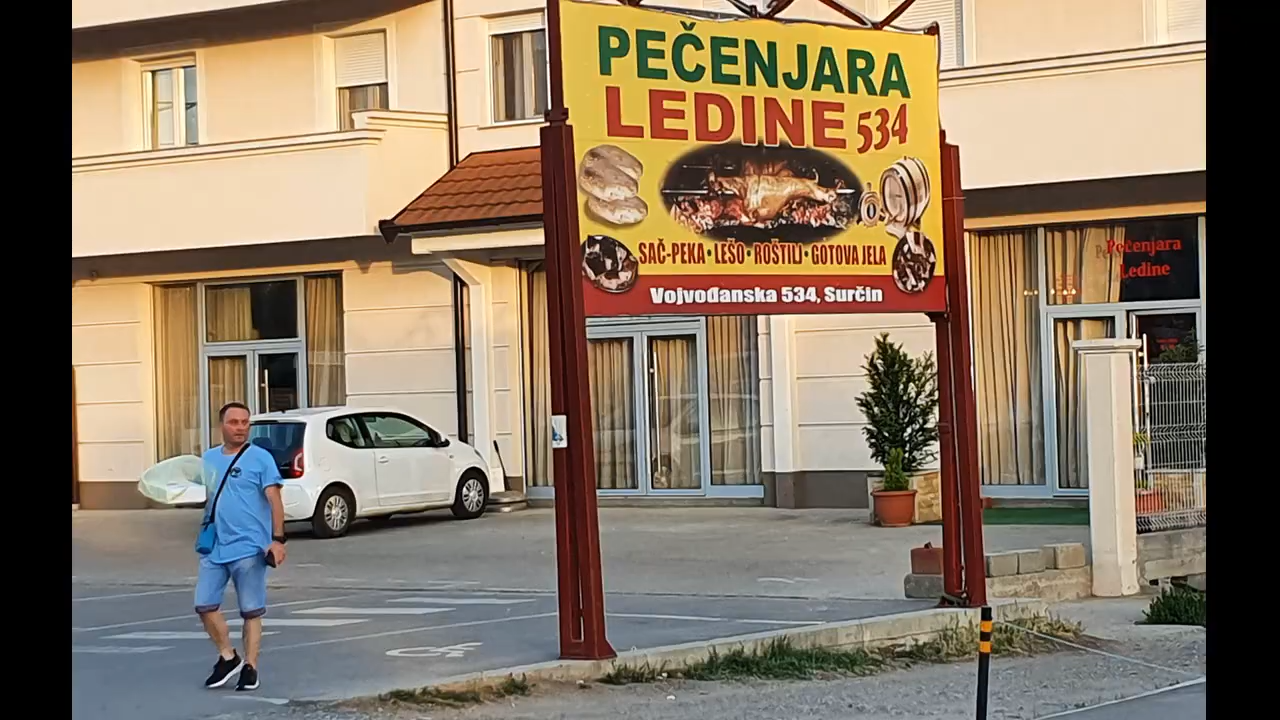 PEČENJARA
LEDINE 534
SAČ-PEKA • LEŠO • ROŠTILJ • GOTOVA JELA
Vojvođanska 534, Surčin
Pečenjara
Ledine